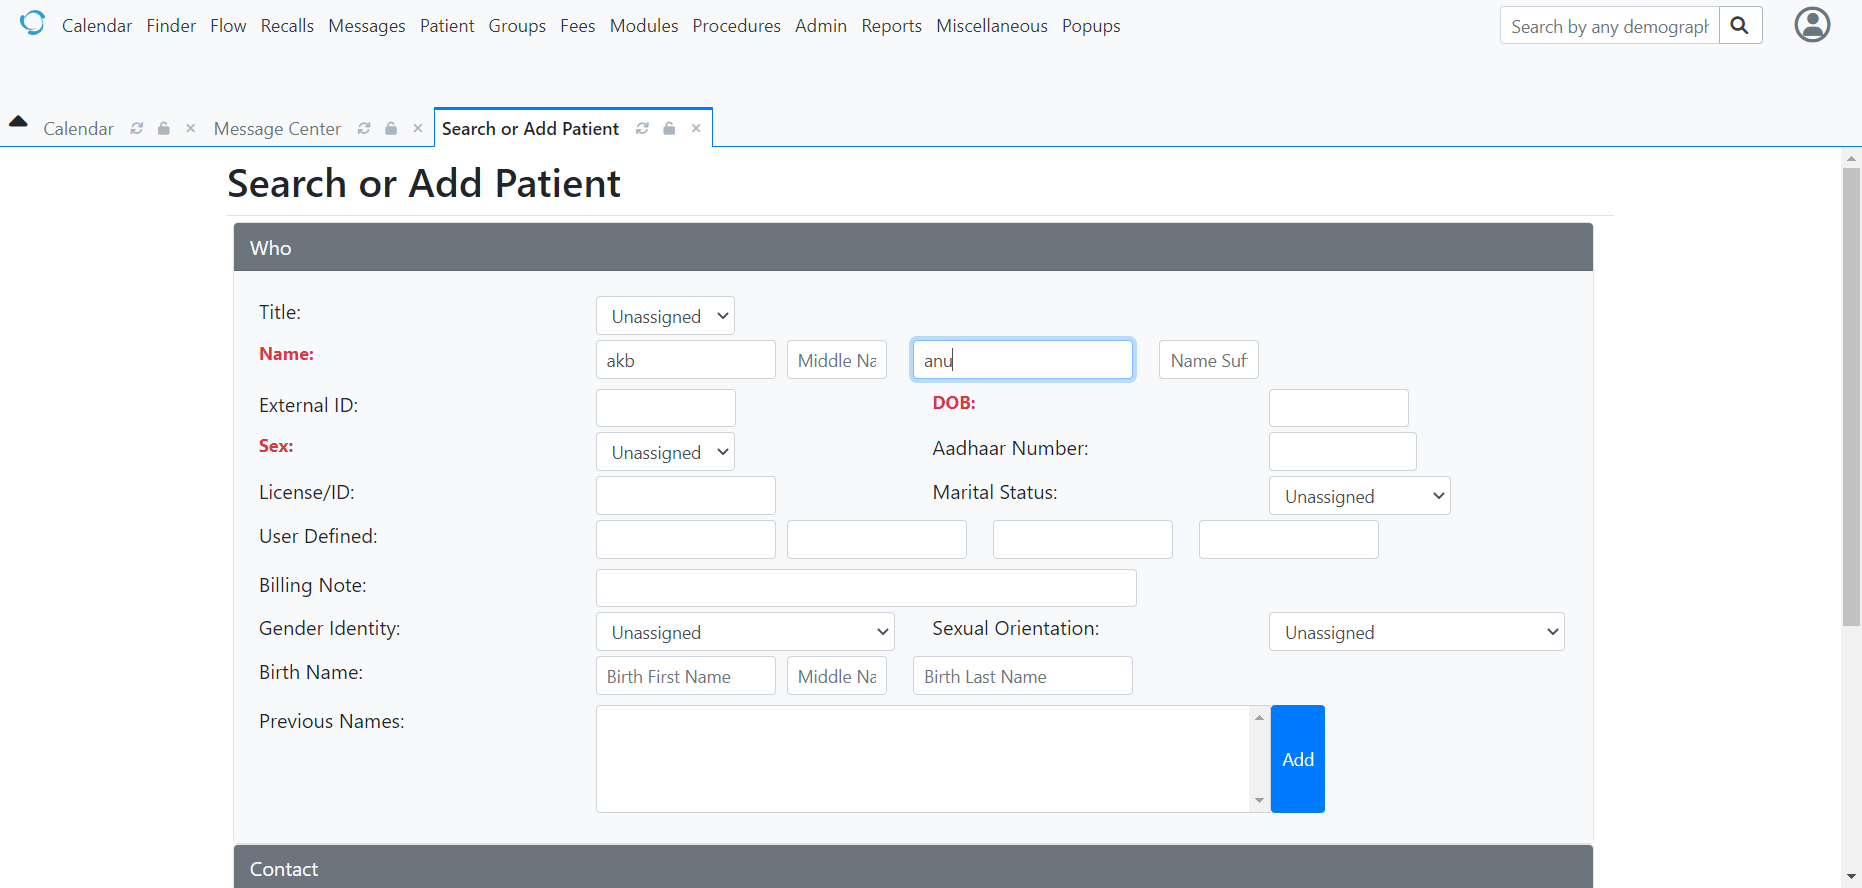 Calendar Finder Flow Recalls Messages Patient Groups Fees Modules Procedures Admin Reports Miscellaneous Popups Search by any demograph
Calendar Message Center Search or Add Patient
Search or Add Patient
Who
Title: Unassigned
Name: akb Middle Na anu Name Suf
External ID: DOB:
Sex: Unassigned Aadhaar Number:
License/ID: Marital Status: Unassigned
User Defined:
Billing Note:
Gender Identity: Unassigned Sexual Orientation: Unassigned
Birth Name: Birth First Name Middle Na Birth Last Name
Previous Names: Add
Contact